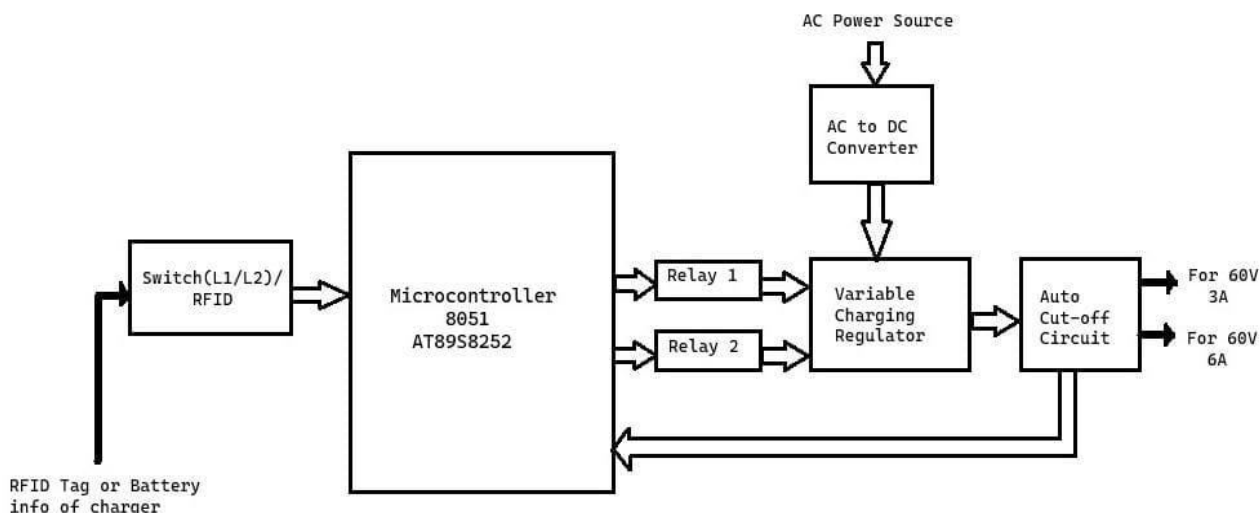 AC Power Source
AC to DC
Converter
Switch(L1/L2)/
RFID
Microcontroller
8051
AT89S8252
Relay 1
Relay 2
Variable
Charging
Regulator
Auto
Cut-off
Circuit
For 60V
3A
For 60V
6A
RFID Tag or Battery
info of charger